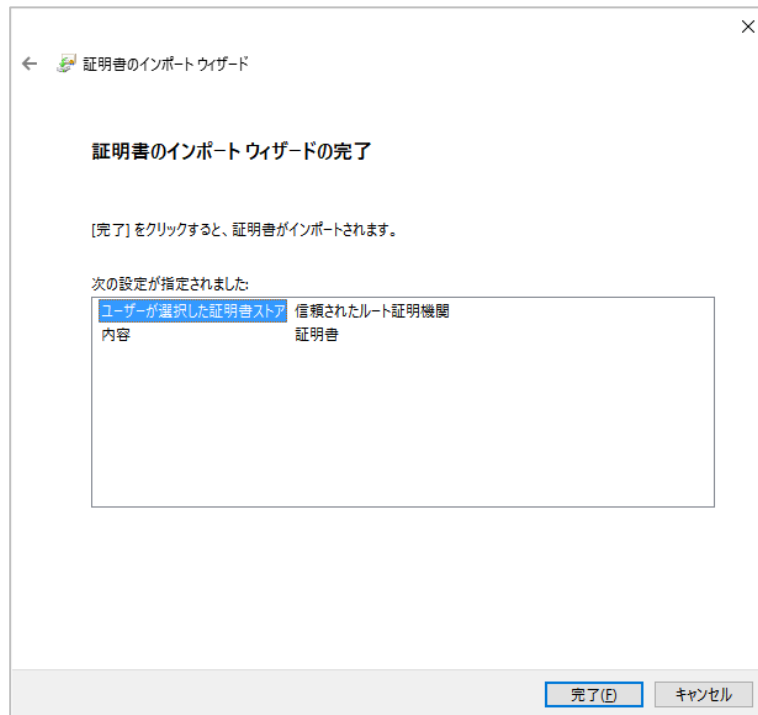 証明書のインポート ウィザード
証明書のインポート ウィザードの完了
[完了] をクリックすると、証明書がインポートされます。
次の設定が指定されました:
ユーザーが選択した証明書ストア 信頼されたルート証明機関
内容 証明書
完了(F) キャンセル